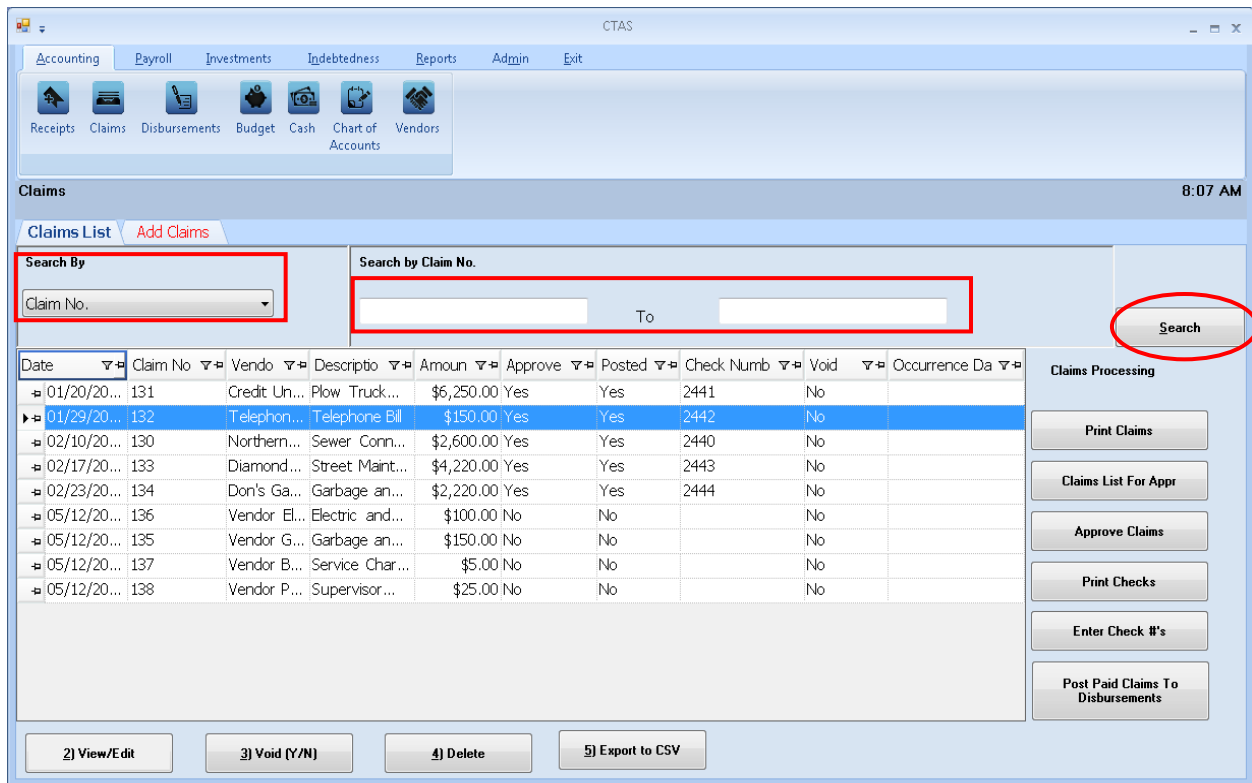 CTAS
Accounting Payroll Investments Indebtedness Reports Admin Exit
Receipts Claims Disbursements Budget Cash Chart of Accounts Vendors
Claims 8:07 AM
Claims List Add Claims
Search By Search by Claim No.
Claim No. To
Search
Date Claim No Vendo Descriptio Amoun Approve Posted Check Numb Void Occurrence Da
01/20/20... 131 Credit Un... Plow Truck... $6,250.00 Yes Yes 2441 No
01/29/20... 132 Telephon... Telephone Bill $150.00 Yes Yes 2442 No
02/10/20... 130 Northern... Sewer Conn... $2,600.00 Yes Yes 2440 No
02/17/20... 133 Diamond... Street Maint... $4,220.00 Yes Yes 2443 No
02/23/20... 134 Don's Ga... Garbage an... $2,220.00 Yes Yes 2444 No
05/12/20... 136 Vendor El... Electric and... $100.00 No No No
05/12/20... 135 Vendor G... Garbage an... $150.00 No No No
05/12/20... 137 Vendor B... Service Char... $5.00 No No No
05/12/20... 138 Vendor P... Supervisor... $25.00 No No No
Claims Processing
Print Claims
Claims List For Appr
Approve Claims
Print Checks
Enter Check #'s
Post Paid Claims To
Disbursements
2) View/Edit 3) Void (Y/N) 4) Delete 5) Export to CSV